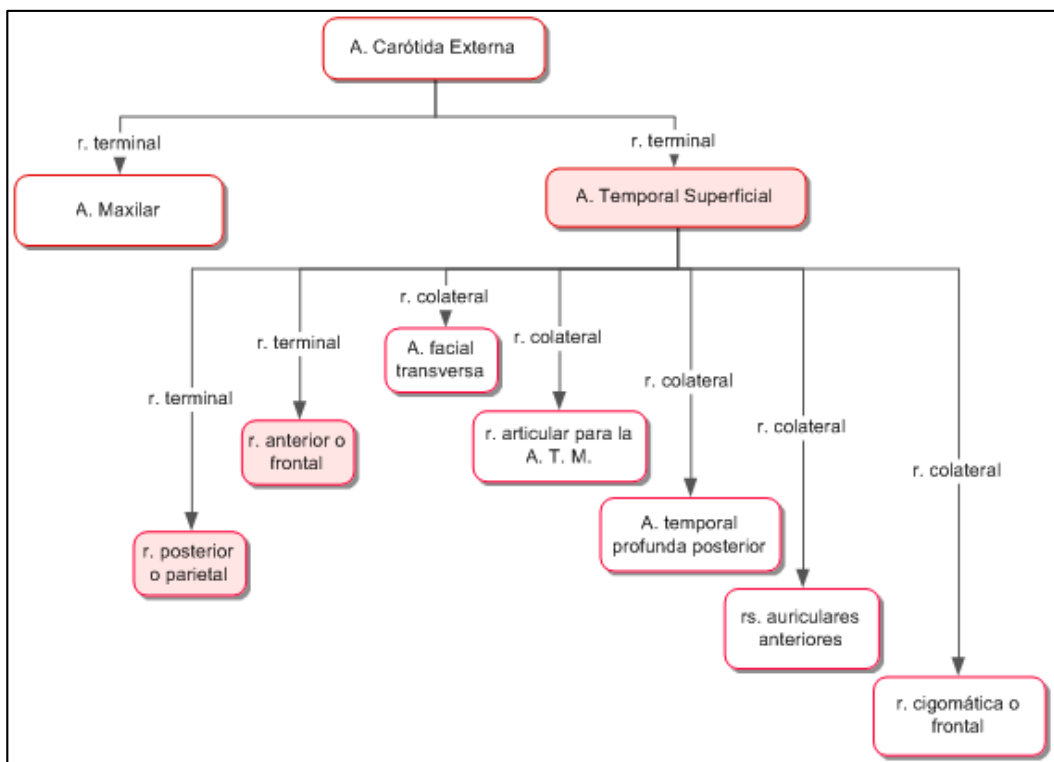 A. Carótida Externa
r. terminal
r. terminal
A. Maxilar
A. Temporal Superficial
r. colateral
r. terminal
r. colateral
A. facial
transversa
r. terminal
r. colateral
r. anterior o
frontal
r. articular para la
A. T. M.
r. colateral
r. colateral
A. temporal
profunda posterior
r. posterior
o parietal
rs. auriculares
anteriores
r. cigomática o
frontal